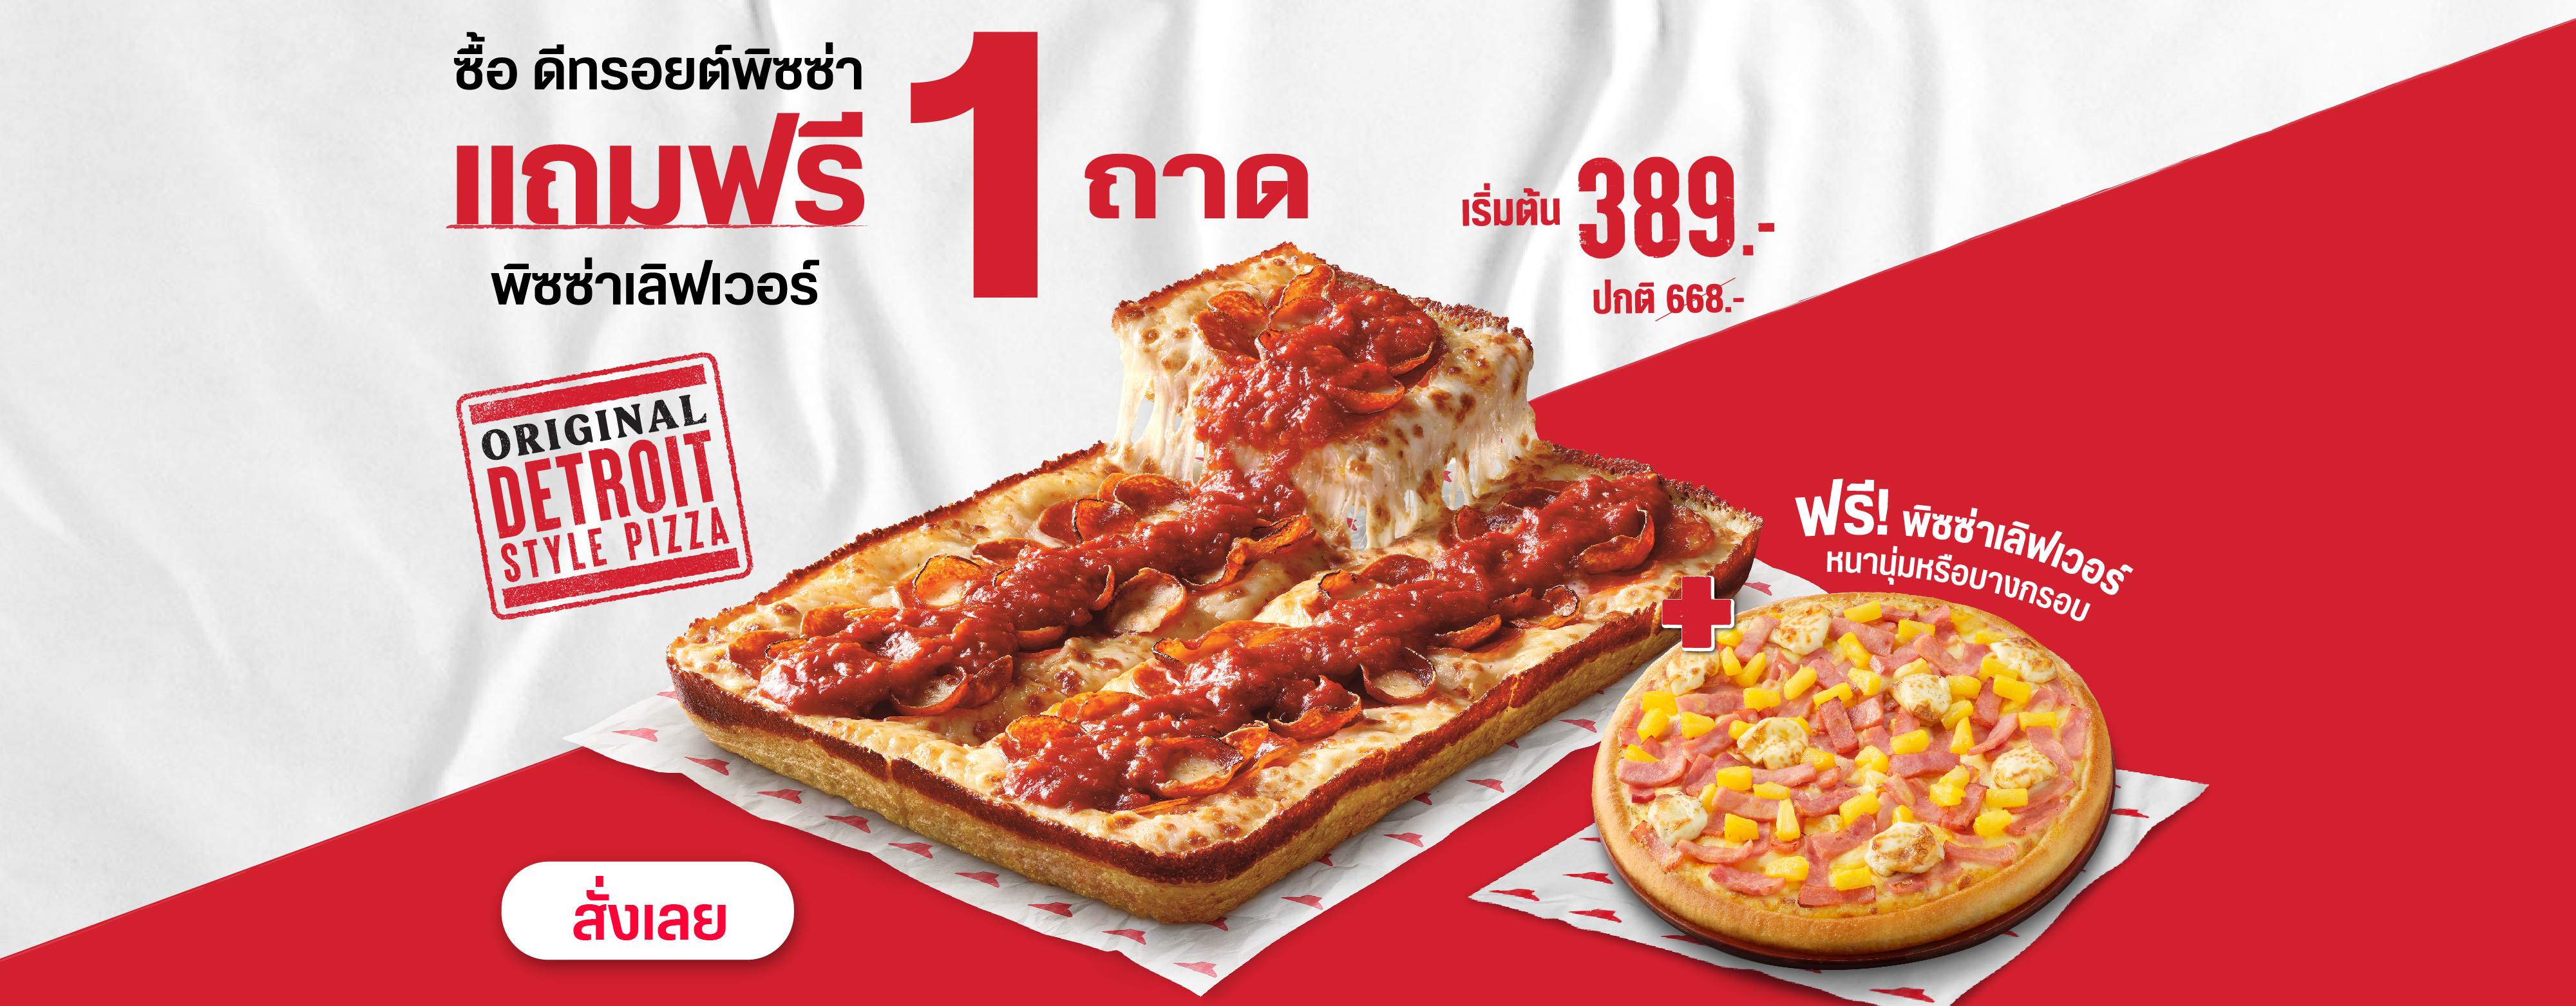 ซื้อ ดีทรอยต์พิซซ่า
แถมฟรี 1 ถาด
พิซซ่าเลิฟเวอร์
เริ่มต้น 389.-
ปกติ 668.-
ORIGINAL
DETROIT
STYLE PIZZA
ฟรี! พิซซ่าเลิฟเวอร์
หนานุ่มหรือบางกรอบ
สั่งเลย